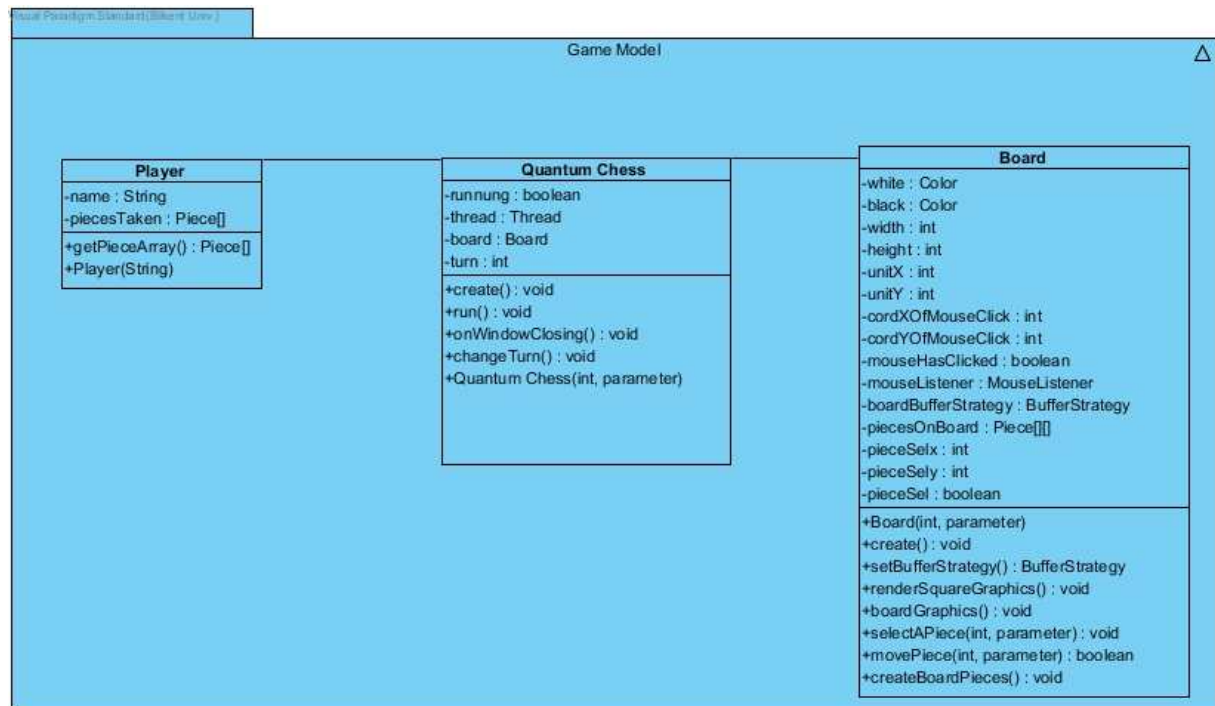 Visual Paradigm Standard(Bilkent Univ.)
Game Model
Player
-name : String
-piecesTaken : Piece[]
+getPieceArray() : Piece[]
+Player(String)
Quantum Chess
-runnung : boolean
-thread : Thread
-board : Board
-turn : int
+create() : void
+run() : void
+onWindowClosing() : void
+changeTurn() : void
+Quantum Chess(int, parameter)
Board
-white : Color
-black : Color
-width : int
-height : int
-unitX : int
-unitY : int
-cordXOfMouseClick : int
-cordYOfMouseClick : int
-mouseHasClicked : boolean
-mouseListener : MouseListener
-boardBufferStrategy : BufferStrategy
-piecesOnBoard : Piece[][]
-pieceSelx : int
-pieceSely : int
-pieceSel : boolean
+Board(int, parameter)
+create() : void
+setBufferStrategy() : BufferStrategy
+renderSquareGraphics() : void
+boardGraphics() : void
+selectAPiece(int, parameter) : void
+movePiece(int, parameter) : boolean
+createBoardPieces() : void